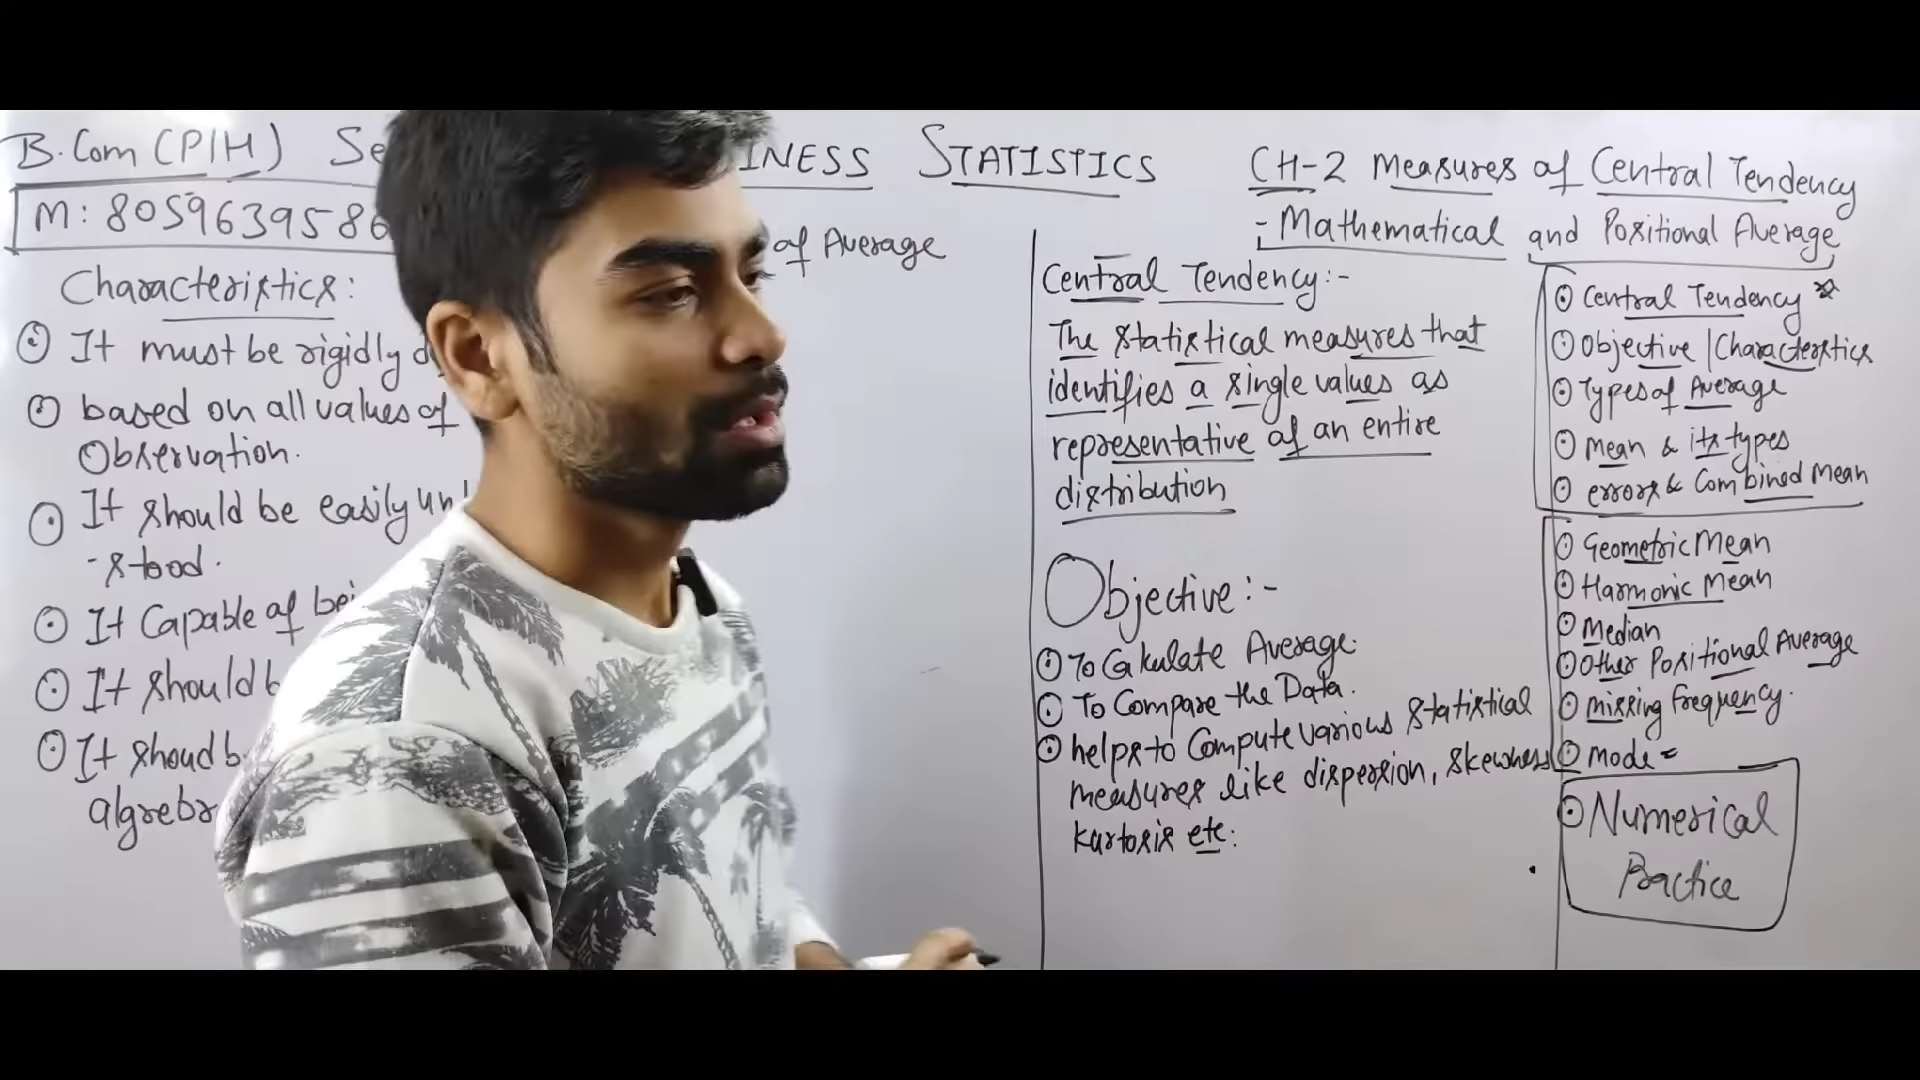 B.Com (P/H) Se INESS STATISTICS CH-2 Measures of Central Tendency
M: 805963958 - Mathematical and Positional Average
of Average
Characteristics:
It must be rigidly d
based on all values of
Observation.
It should be easily un
-stood.
It Capable of bei
It should b
It shoud b
algrebr
Central Tendency:-
The statistical measures that
identifies a single values as
representative of an entire
distribution
Objective:-
To Calculate Average.
To Compare the Data.
helps to Compute various statistical
measures like dispersion, skewness
kurtosis etc.
Central Tendency
Objective/Characteristics
Types of Average
Mean & its types
errors & Combined Mean
Geometric Mean
Harmonic Mean
Median
Other Positional Average
missing frequency.
Mode
Numerical
Practice